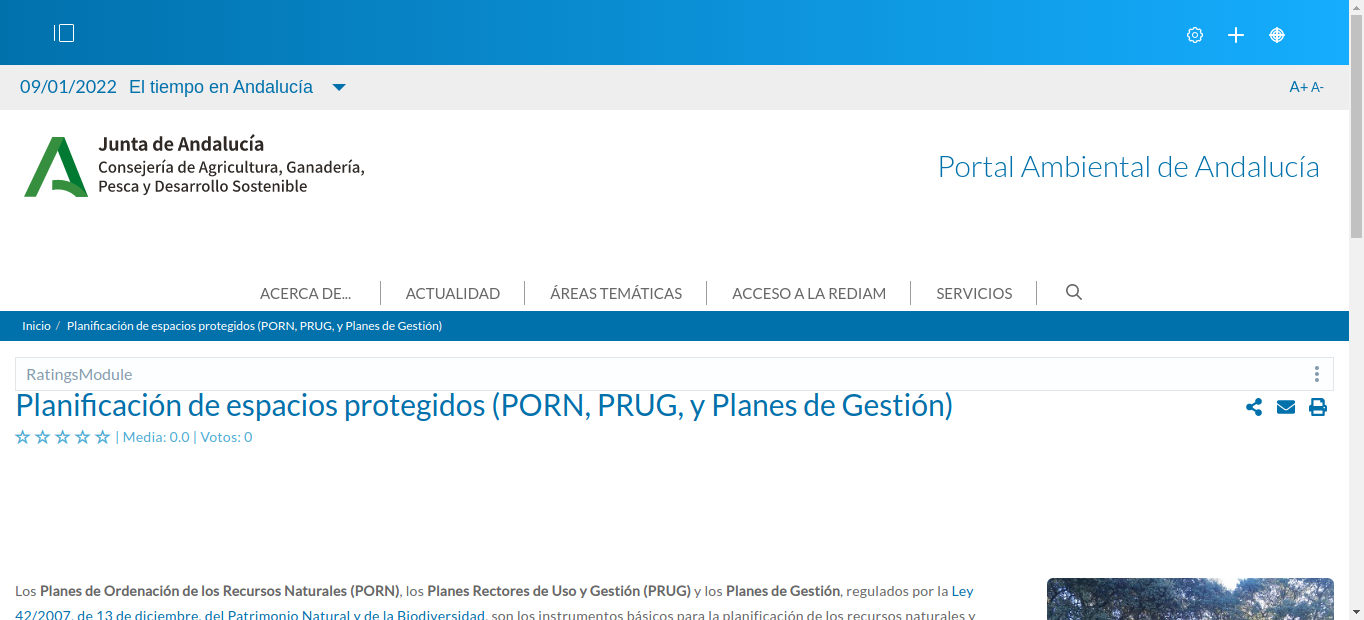 09/01/2022 El tiempo en Andalucía
A+ A-
Junta de Andalucía
Consejería de Agricultura, Ganadería,
Pesca y Desarrollo Sostenible
Portal Ambiental de Andalucía
ACERCA DE... ACTUALIDAD ÁREAS TEMÁTICAS ACCESO A LA REDIAM SERVICIOS
Inicio / Planificación de espacios protegidos (PORN, PRUG, y Planes de Gestión)
RatingsModule
Planificación de espacios protegidos (PORN, PRUG, y Planes de Gestión)
| Media: 0.0 | Votos: 0
Los Planes de Ordenación de los Recursos Naturales (PORN), los Planes Rectores de Uso y Gestión (PRUG) y los Planes de Gestión, regulados por la Ley
42/2007, de 13 de diciembre, del Patrimonio Natural y de la Biodiversidad, son los instrumentos básicos para la planificación de los recursos naturales y